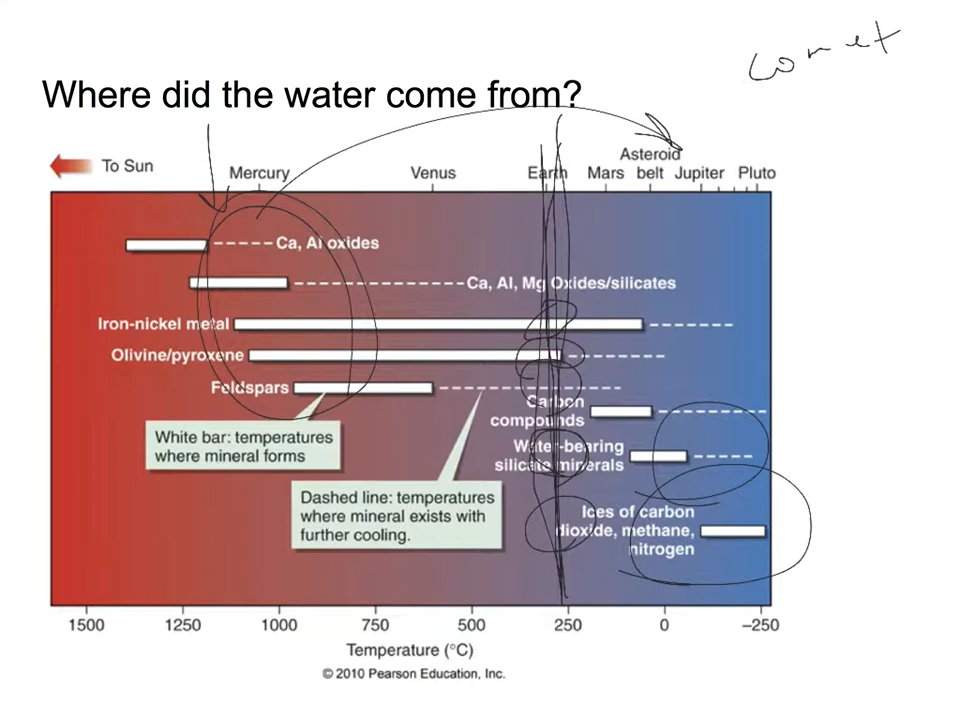 comet
Where did the water come from?
To Sun
Mercury
Venus
Earth
Mars
Asteroid
belt
Jupiter
Pluto
Ca, Al oxides
Ca, Al, Mg Oxides/silicates
Iron-nickel metal
Olivine/pyroxene
Feldspars
Carbon
compounds
White bar: temperatures
where mineral forms
Water-bearing
silicate minerals
Dashed line: temperatures
where mineral exists with
further cooling.
Ices of carbon
dioxide, methane,
nitrogen
1500 1250 1000 750 500 250 0 –250
Temperature (°C)
© 2010 Pearson Education, Inc.